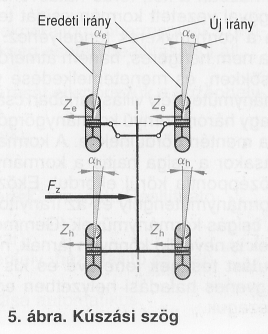 Eredeti irány
Új irány
αe
αe
Ze
Ze
αh
αh
Fz
Zh
Zh
5. ábra. Kúszási szög